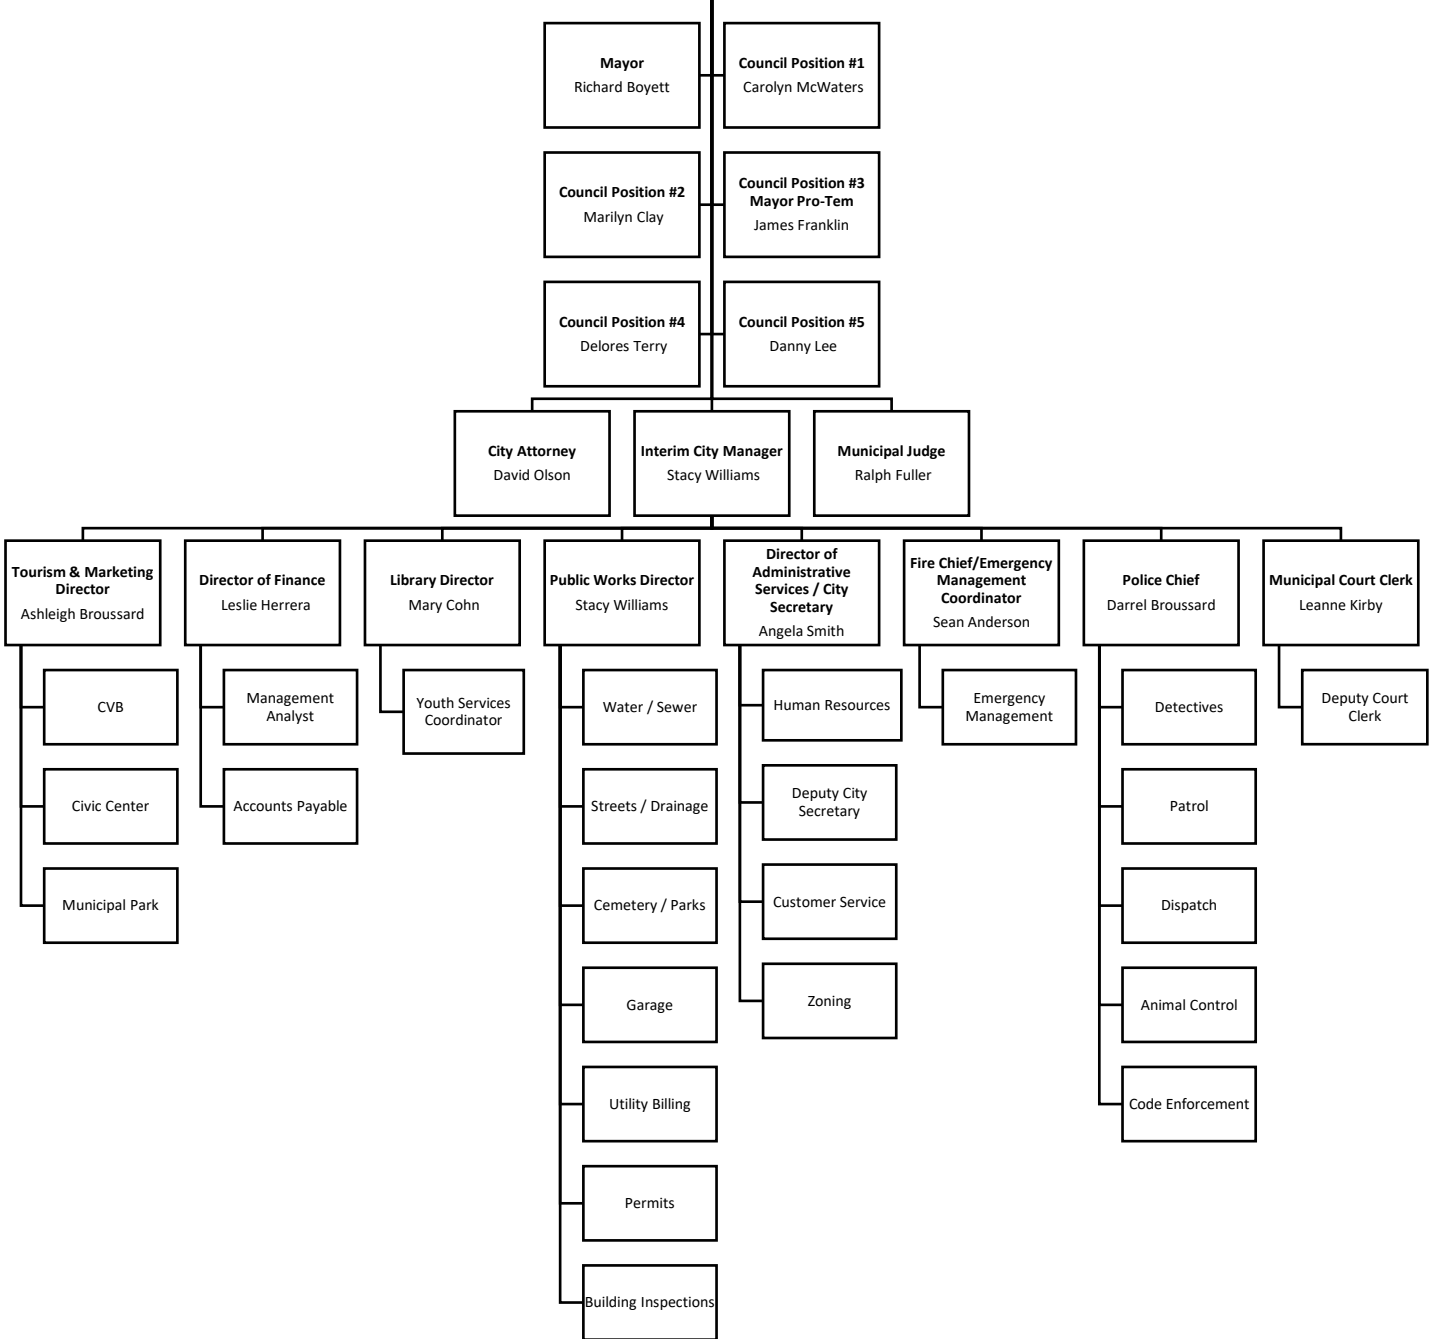 Mayor
Richard Boyett
Council Position #1
Carolyn McWaters
Council Position #2
Marilyn Clay
Council Position #3
Mayor Pro-Tem
James Franklin
Council Position #4
Delores Terry
Council Position #5
Danny Lee
City Attorney
David Olson
Interim City Manager
Stacy Williams
Municipal Judge
Ralph Fuller
Tourism & Marketing
Director
Ashleigh Broussard
Director of Finance
Leslie Herrera
Library Director
Mary Cohn
Public Works Director
Stacy Williams
Director of
Administrative
Services / City
Secretary
Angela Smith
Fire Chief/Emergency
Management
Coordinator
Sean Anderson
Police Chief
Darrel Broussard
Municipal Court Clerk
Leanne Kirby
CVB
Civic Center
Municipal Park
Management
Analyst
Accounts Payable
Youth Services
Coordinator
Water / Sewer
Streets / Drainage
Cemetery / Parks
Garage
Utility Billing
Permits
Building Inspections
Human Resources
Deputy City
Secretary
Customer Service
Zoning
Emergency
Management
Detectives
Patrol
Dispatch
Animal Control
Code Enforcement
Deputy Court
Clerk